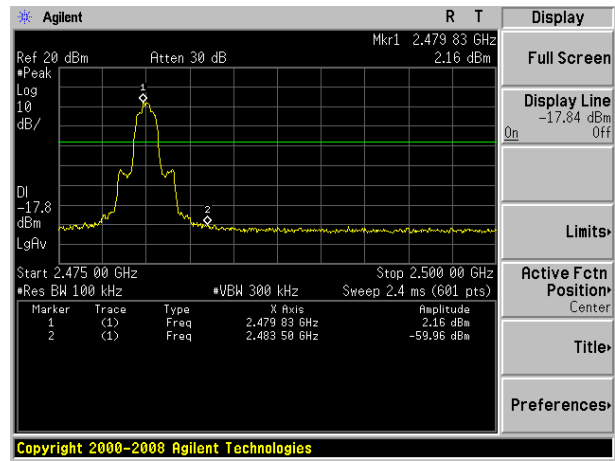 Agilent R T Display
Mkr1 2.479 83 GHz
Ref 20 dBm Atten 30 dB 2.16 dBm
#Peak
Log
10
dB/
DI
-17.8
dBm
LgAv
1
2
Start 2.475 00 GHz Stop 2.500 00 GHz
#Res BW 100 kHz #VBW 300 kHz Sweep 2.4 ms (601 pts)
Marker Trace Type X Axis Amplitude
1 (1) Freq 2.479 83 GHz 2.16 dBm
2 (1) Freq 2.483 50 GHz -59.96 dBm
Full Screen
Display Line
-17.84 dBm
On Off
Limits
Active Fctn
Position
Center
Title
Preferences
Copyright 2000-2008 Agilent Technologies